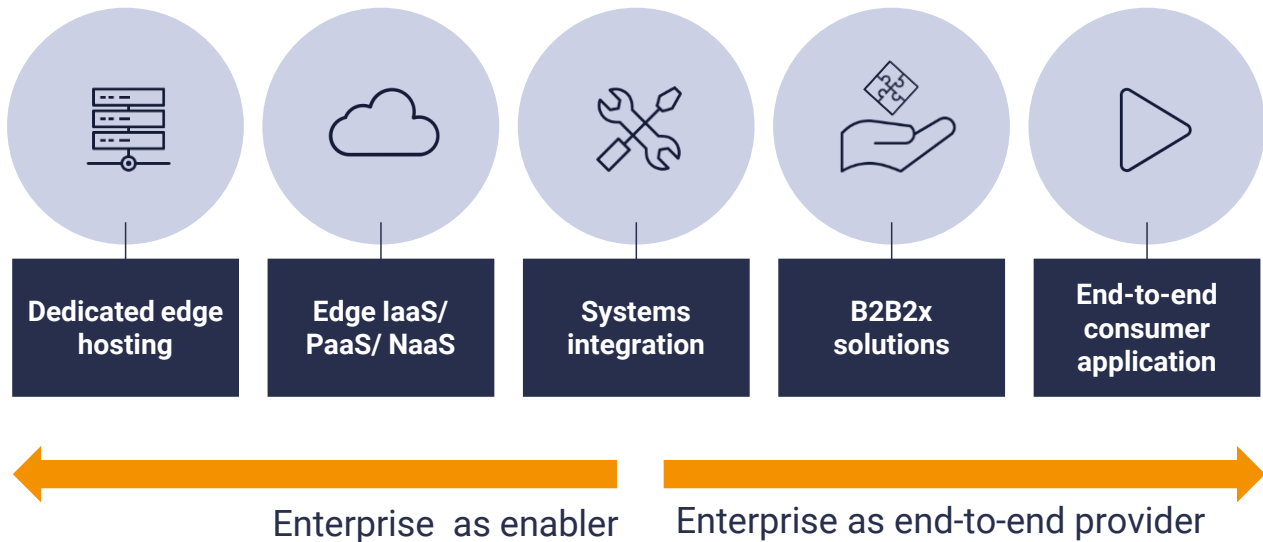 Dedicated edge
hosting
Edge IaaS/
PaaS/ NaaS
Systems
integration
B2B2x
solutions
End-to-end
consumer
application
Enterprise  as enabler
Enterprise as end-to-end provider